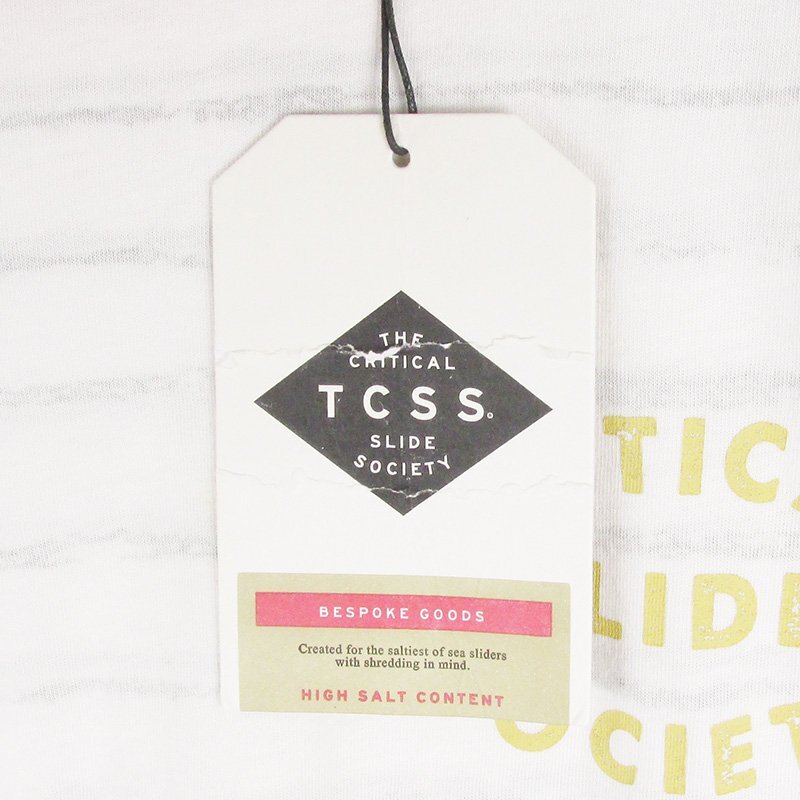 THE
CRITICAL
TCSS
SLIDE
SOCIETY
BESPOKE GOODS
Created for the saltiest of sea sliders
with shredding in mind.
HIGH SALT CONTENT
TICA
LIDE
OCIET